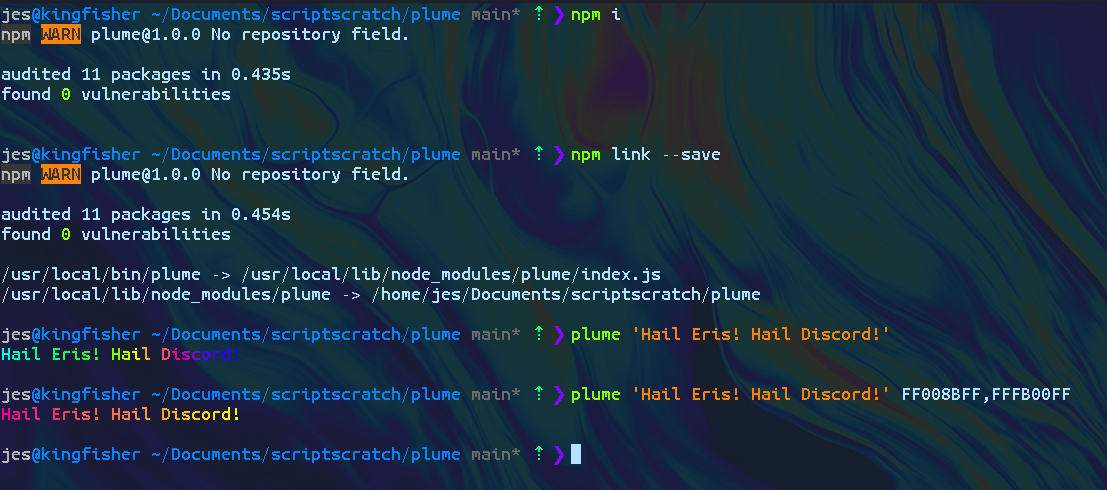 jes@kingfisher ~/Documents/scriptscratch/plume main* ⇡ ❯ npm i
npm WARN plume@1.0.0 No repository field.
audited 11 packages in 0.435s
found 0 vulnerabilities
jes@kingfisher ~/Documents/scriptscratch/plume main* ⇡ ❯ npm link --save
npm WARN plume@1.0.0 No repository field.
audited 11 packages in 0.454s
found 0 vulnerabilities
/usr/local/bin/plume -> /usr/local/lib/node_modules/plume/index.js
/usr/local/lib/node_modules/plume -> /home/jes/Documents/scriptscratch/plume
jes@kingfisher ~/Documents/scriptscratch/plume main* ⇡ ❯ plume 'Hail Eris! Hail Discord!'
Hail Eris! Hail Discord!
jes@kingfisher ~/Documents/scriptscratch/plume main* ⇡ ❯ plume 'Hail Eris! Hail Discord!' FF008BFF,FFFB00FF
Hail Eris! Hail Discord!
jes@kingfisher ~/Documents/scriptscratch/plume main* ⇡ ❯